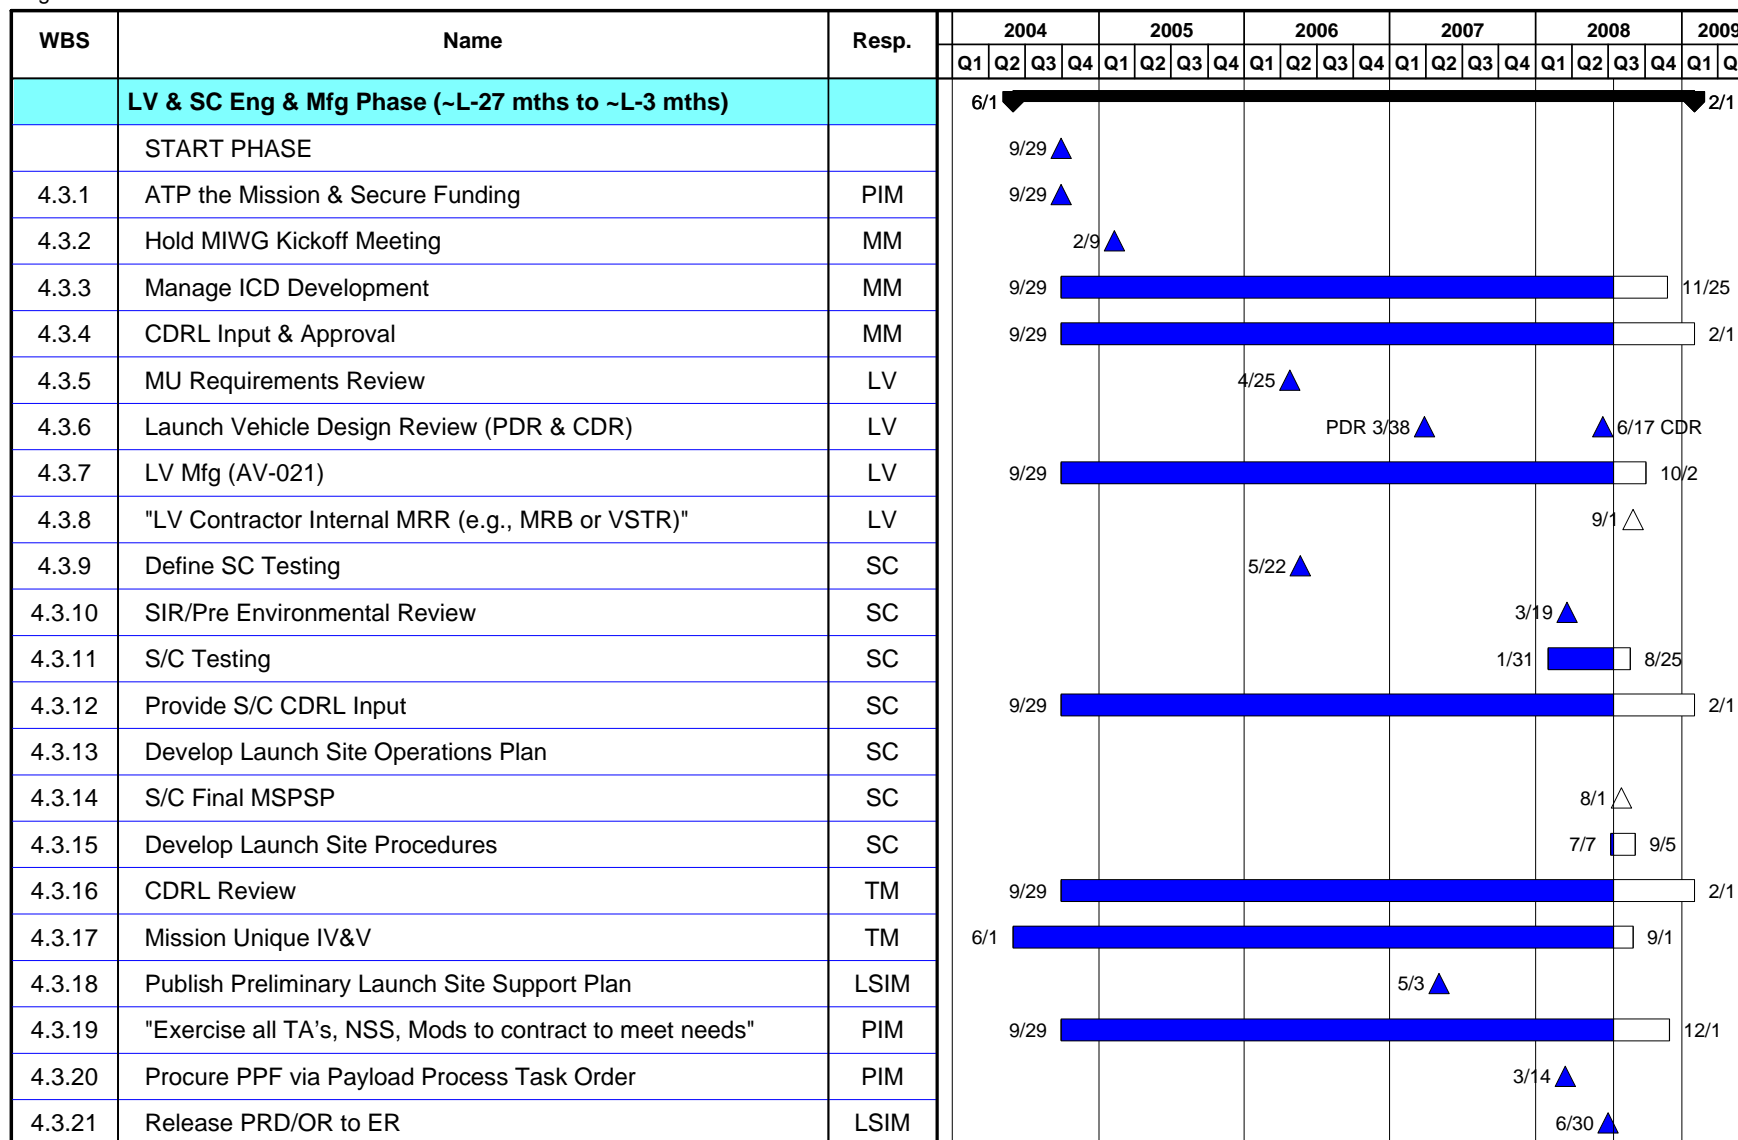 WBS Name Resp. 2004 2005 2006 2007 2008 2009
Q1 Q2 Q3 Q4 Q1 Q2 Q3 Q4 Q1 Q2 Q3 Q4 Q1 Q2 Q3 Q4 Q1 Q2 Q3 Q4 Q1 Q
LV & SC Eng & Mfg Phase (~L-27 mths to ~L-3 mths) 6/1 2/1
START PHASE 9/29
4.3.1 ATP the Mission & Secure Funding PIM 9/29
4.3.2 Hold MIWG Kickoff Meeting MM 2/9
4.3.3 Manage ICD Development MM 9/29 11/25
4.3.4 CDRL Input & Approval MM 9/29 2/1
4.3.5 MU Requirements Review LV 4/25
4.3.6 Launch Vehicle Design Review (PDR & CDR) LV PDR 3/38 6/17 CDR
4.3.7 LV Mfg (AV-021) LV 9/29 10/2
4.3.8 "LV Contractor Internal MRR (e.g., MRB or VSTR)" LV 9/1
4.3.9 Define SC Testing SC 5/22
4.3.10 SIR/Pre Environmental Review SC 3/19
4.3.11 S/C Testing SC 1/31 8/25
4.3.12 Provide S/C CDRL Input SC 9/29 2/1
4.3.13 Develop Launch Site Operations Plan SC
4.3.14 S/C Final MSPSP SC 8/1
4.3.15 Develop Launch Site Procedures SC 7/7 9/5
4.3.16 CDRL Review TM 9/29 2/1
4.3.17 Mission Unique IV&V TM 6/1 9/1
4.3.18 Publish Preliminary Launch Site Support Plan LSIM 5/3
4.3.19 "Exercise all TA's, NSS, Mods to contract to meet needs" PIM 9/29 12/1
4.3.20 Procure PPF via Payload Process Task Order PIM 3/14
4.3.21 Release PRD/OR to ER LSIM 6/30